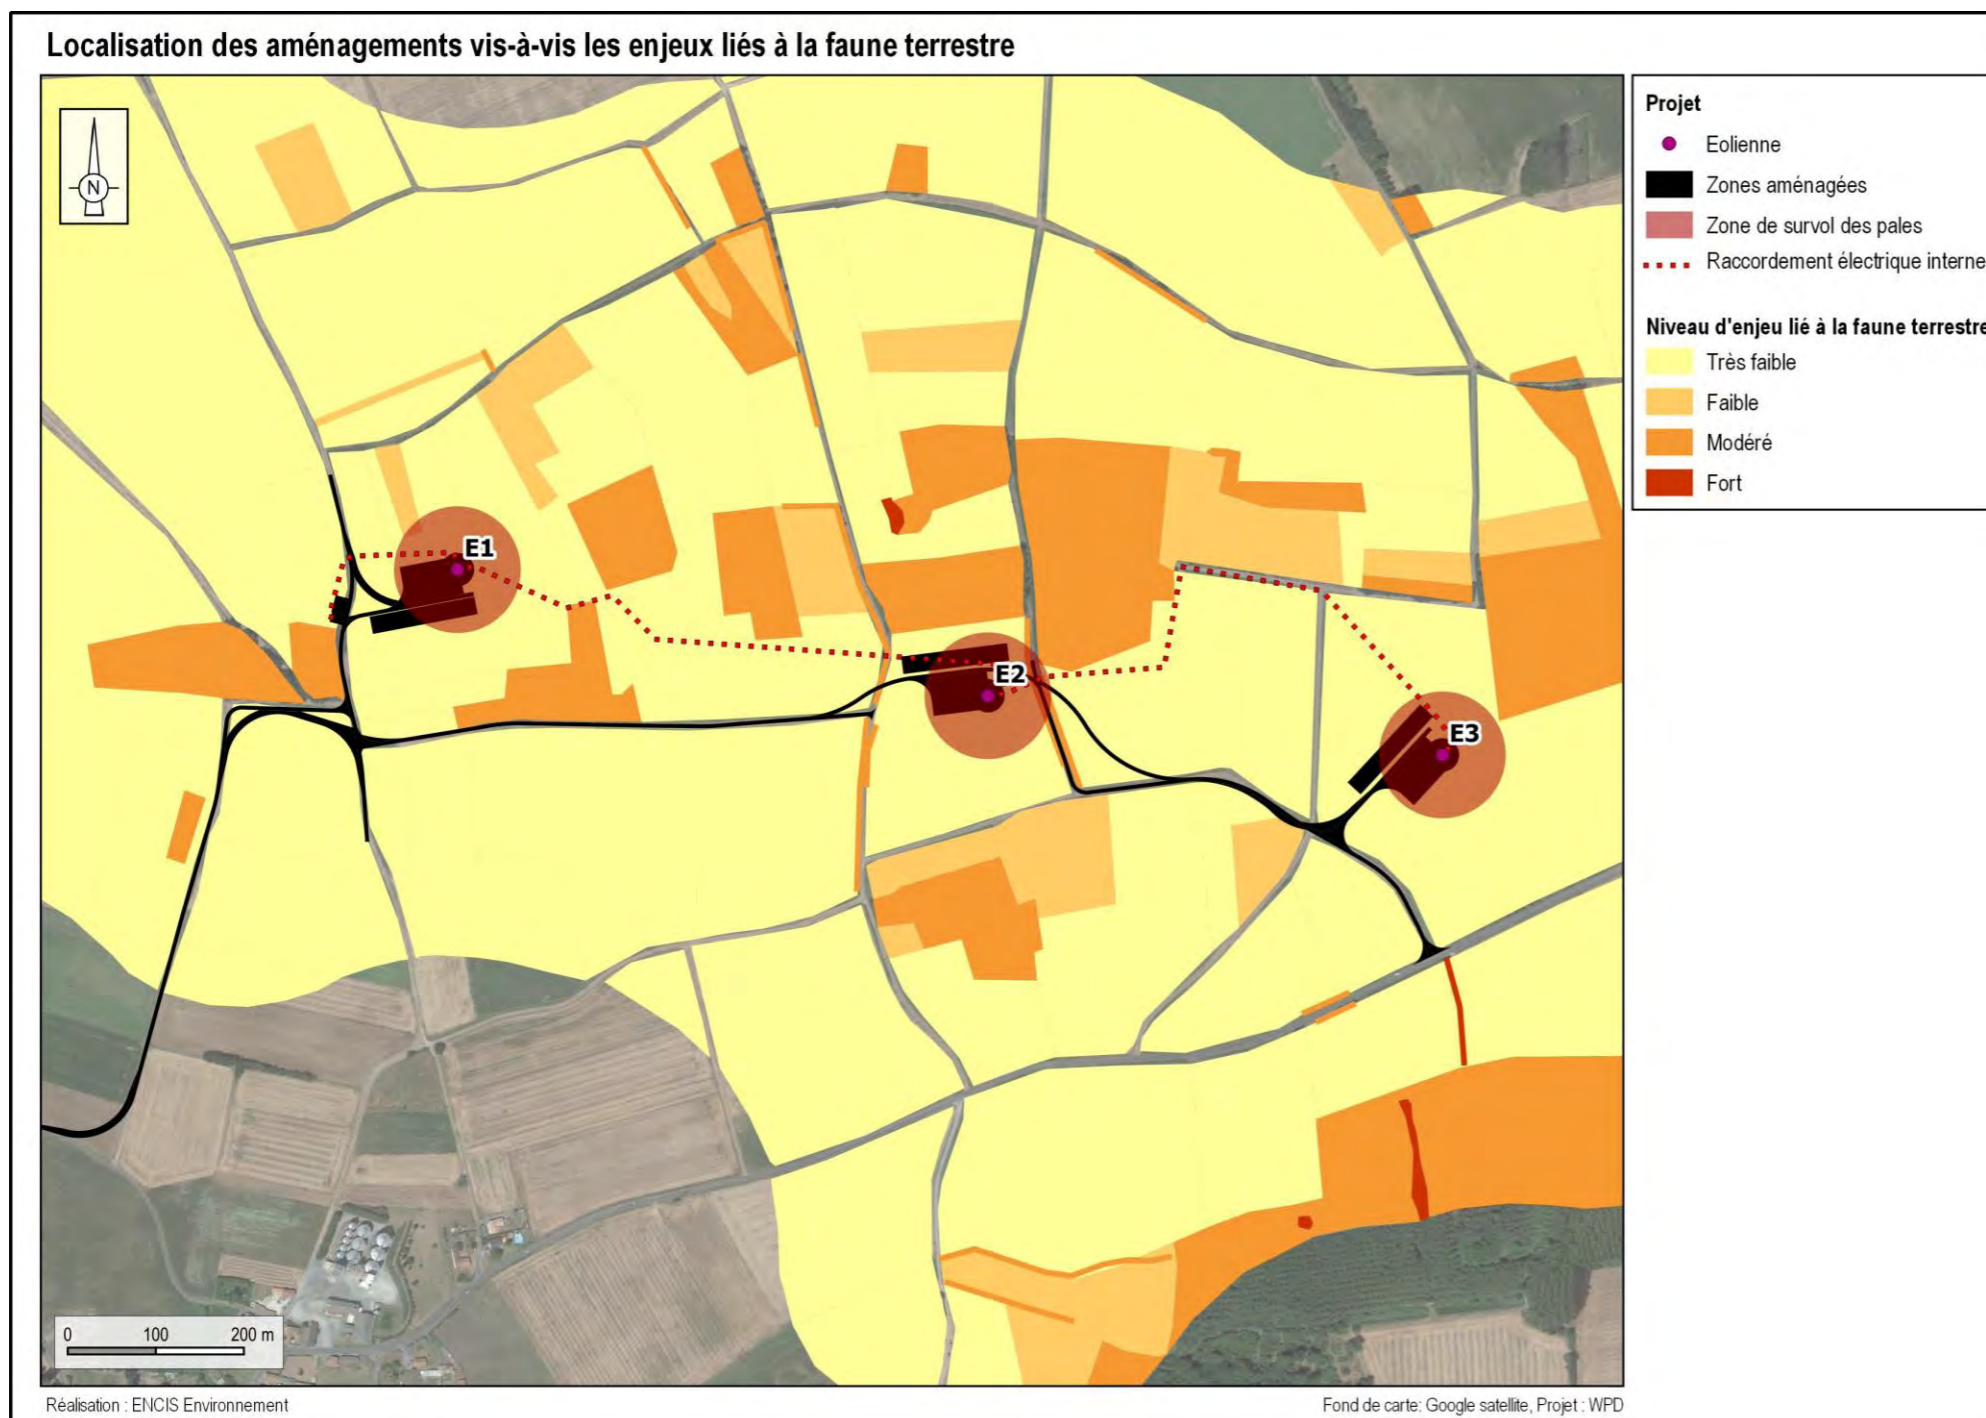 Localisation des aménagements vis-à-vis les enjeux liés à la faune terrestre
N
Projet
Eolienne
Zones aménagées
Zone de survol des pales
Raccordement électrique interne
Niveau d'enjeu lié à la faune terrestre
Très faible
Faible
Modéré
Fort
E1
E2
E3
0 100 200 m
Réalisation : ENCIS Environnement
Fond de carte: Google satellite, Projet : WPD